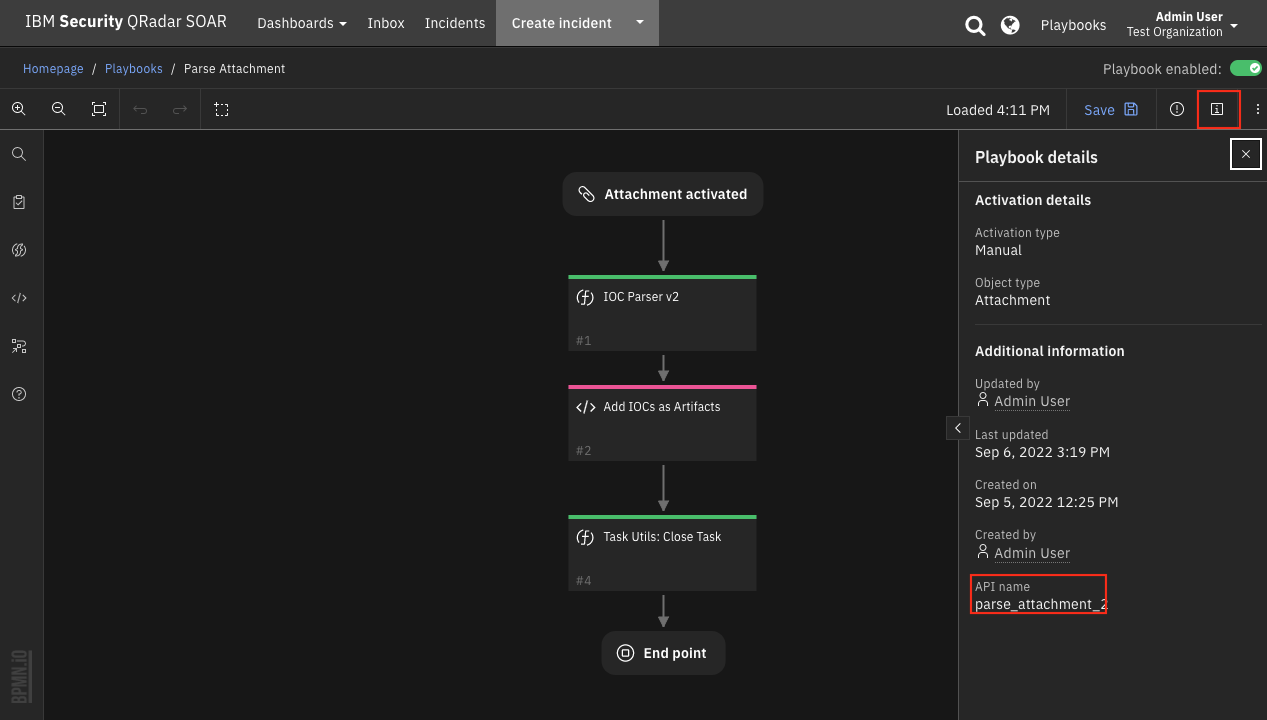 IBM Security QRadar SOAR
Dashboards
Inbox
Incidents
Create incident
Playbooks
Admin User
Test Organization
Homepage / Playbooks / Parse Attachment
Playbook enabled:
Loaded 4:11 PM
Save
Attachment activated
IOC Parser v2
#1
Add IOCs as Artifacts
#2
Task Utils: Close Task
#4
End point
BPMN.iO
Playbook details
Activation details
Activation type
Manual
Object type
Attachment
Additional information
Updated by
Admin User
Last updated
Sep 6, 2022 3:19 PM
Created on
Sep 5, 2022 12:25 PM
Created by
Admin User
API name
parse_attachment_2